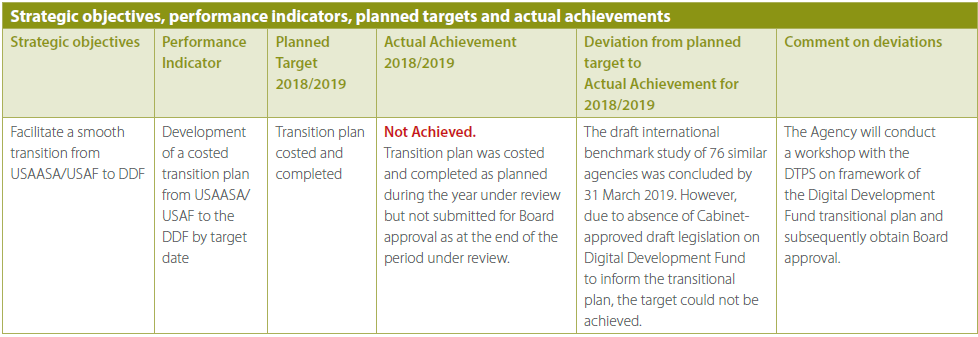 Strategic objectives, performance indicators, planned targets and actual achievements
Strategic objectives
Performance
Indicator
Planned
Target
2018/2019
Actual Achievement
2018/2019
Deviation from planned
target to
Actual Achievement for
2018/2019
Comment on deviations
Facilitate a smooth
transition from
USAASA/USAF to DDF
Development
of a costed
transition plan
from USAASA/
USAF to the
DDF by target
date
Transition plan
costed and
completed
Not Achieved.
Transition plan was costed
and completed as planned
during the year under review
but not submitted for Board
approval as at the end of the
period under review.
The draft international
benchmark study of 76 similar
agencies was concluded by
31 March 2019. However,
due to absence of Cabinet-
approved draft legislation on
Digital Development Fund
to inform the transitional
plan, the target could not be
achieved.
The Agency will conduct
a workshop with the
DTPS on framework of
the Digital Development
Fund transitional plan and
subsequently obtain Board
approval.